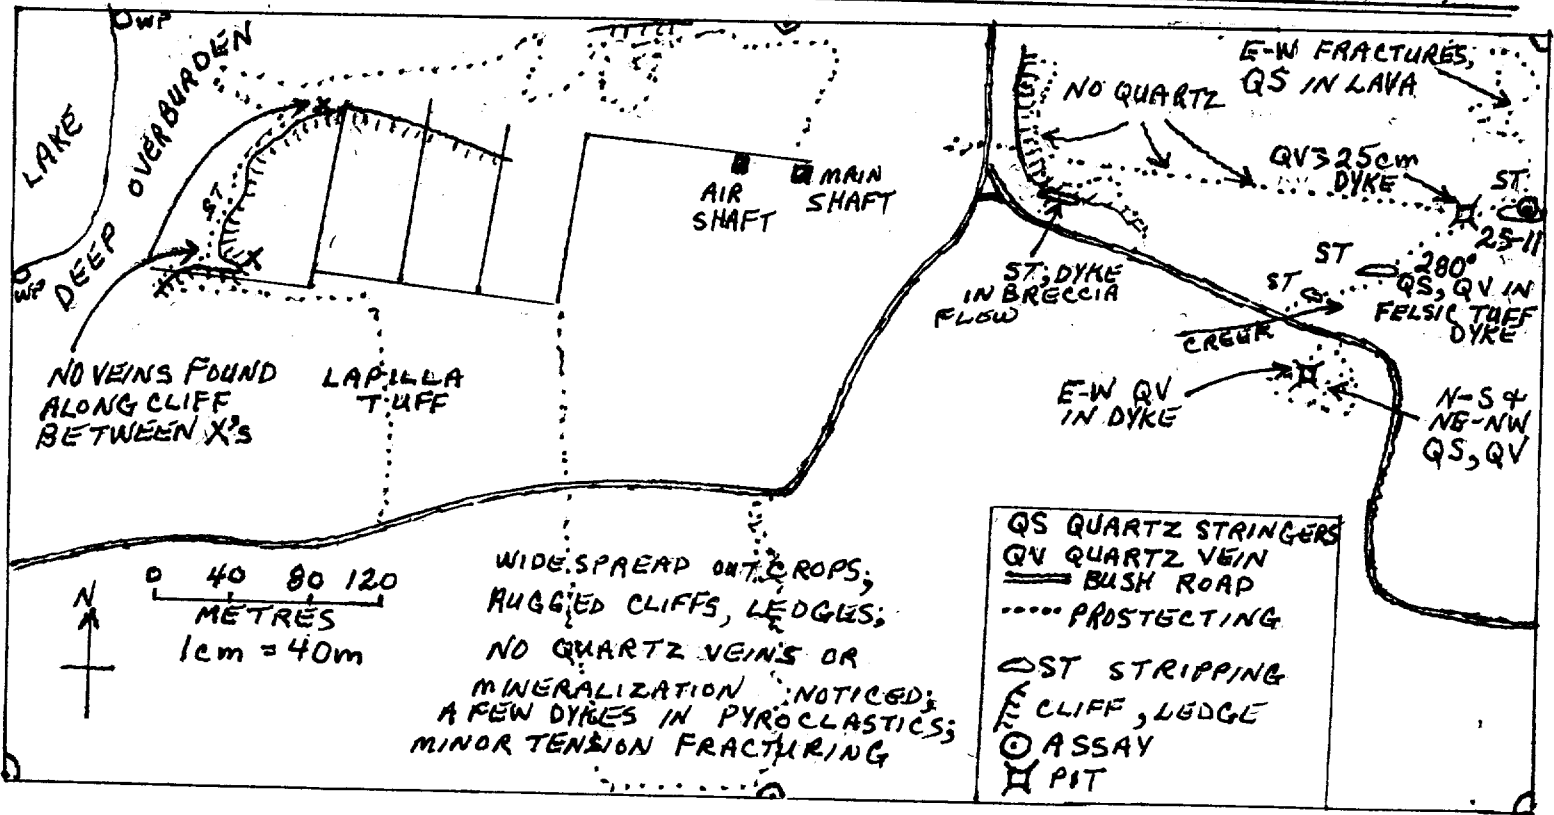 WP
LAKE
DEEP OVERBURDEN
WP
ST
X
X
NO VEINS FOUND
ALONG CLIFF
BETWEEN X's
LAPILLA
TUFF
AIR
SHAFT
MAIN
SHAFT
NO QUARTZ
E-W FRACTURES;
QS IN LAVA
QV≥25cm
DYKE
ST
25-11
ST
280°
QS, QV IN
FELSIC TUFF
DYKE
ST
ST; DYKE
IN BRECCIA
FLOW
CREEK
E-W QV
IN DYKE
N-S &
NE-NW
QS, QV
0 40 80 120
METRES
1cm = 40m
N
WIDESPREAD OUTCROPS;
RUGGED CLIFFS, LEDGES;
NO QUARTZ VEINS OR
MINERALIZATION NOTICED;
A FEW DYKES IN PYROCLASTICS;
MINOR TENSION FRACTURING
QS QUARTZ STRINGERS
QV QUARTZ VEIN
BUSH ROAD
PROSTECTING
ST STRIPPING
CLIFF, LEDGE
ASSAY
PIT